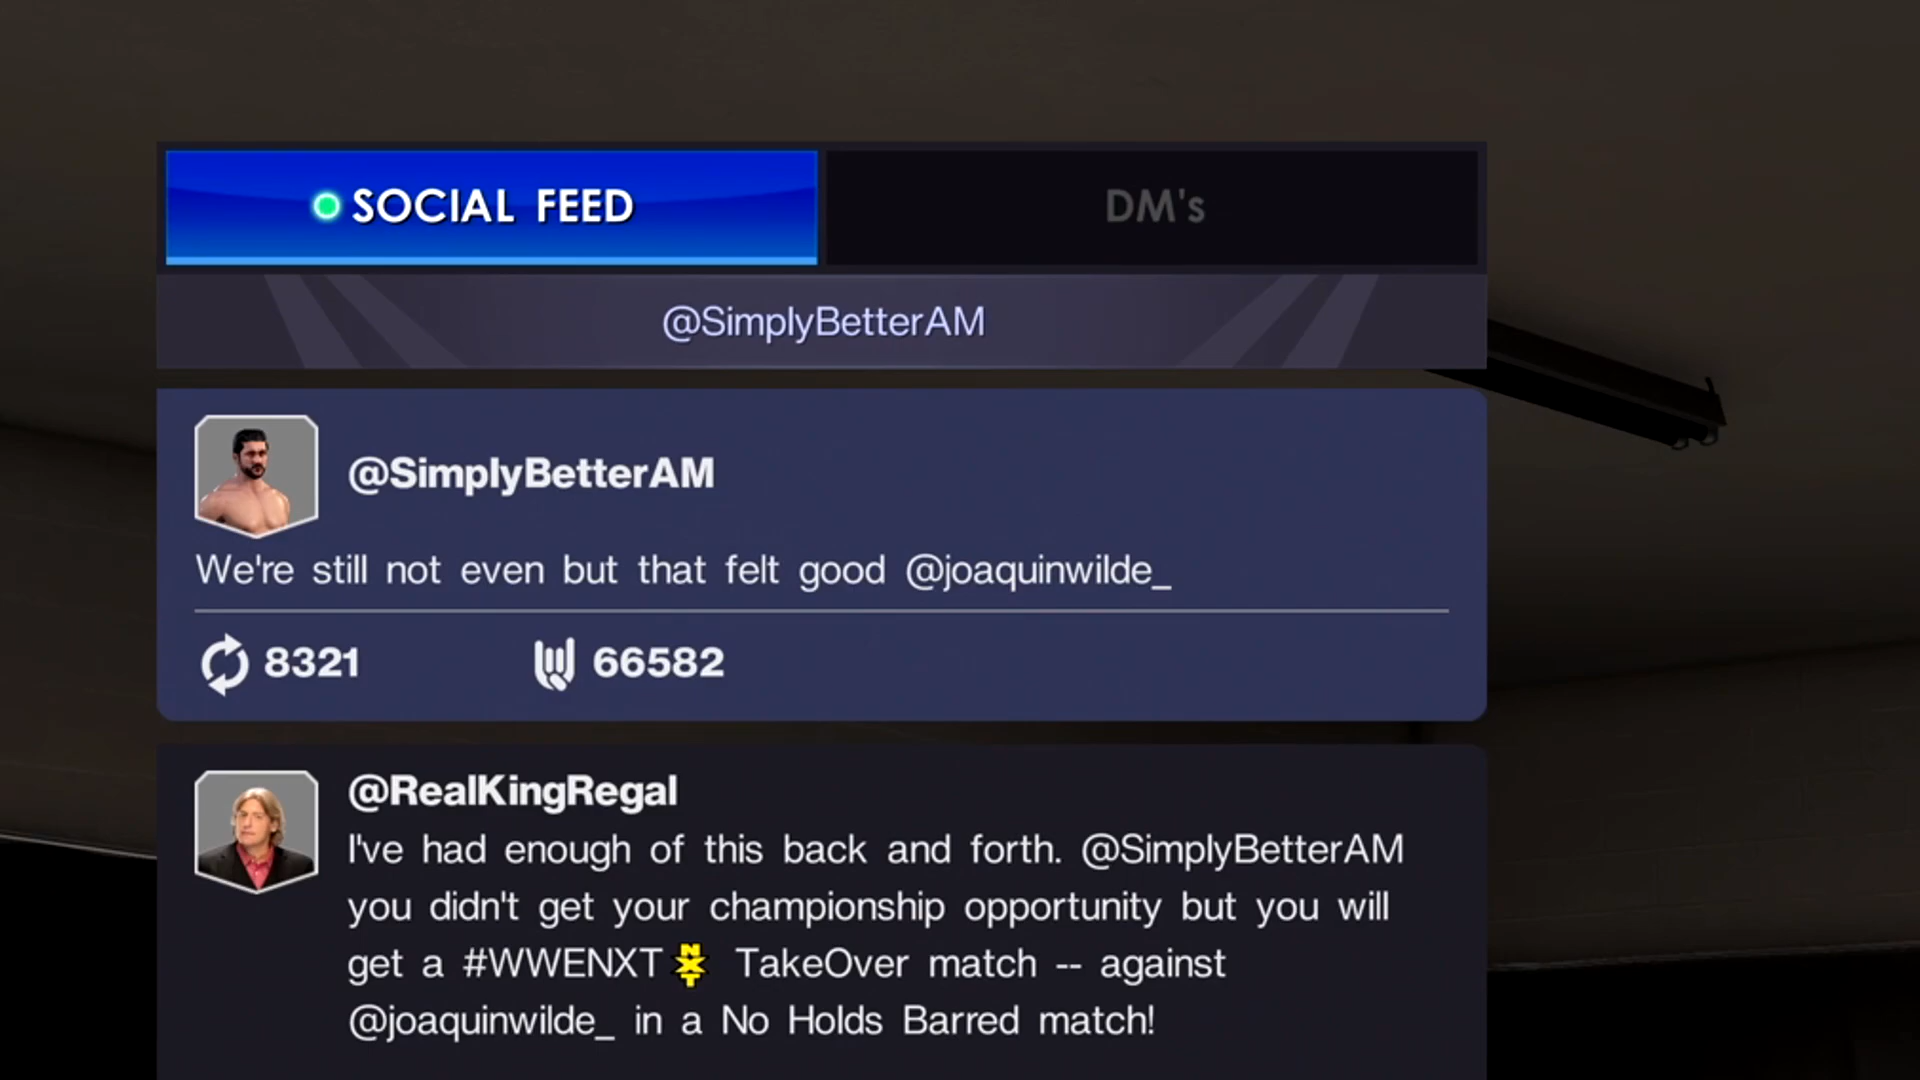 SOCIAL FEED
DM's
@SimplyBetterAM
@SimplyBetterAM
We're still not even but that felt good @joaquinwilde_
8321
66582
@RealKingRegal
I've had enough of this back and forth. @SimplyBetterAM
you didn't get your championship opportunity but you will
get a #WWENXT NXT TakeOver match -- against
@joaquinwilde_ in a No Holds Barred match!